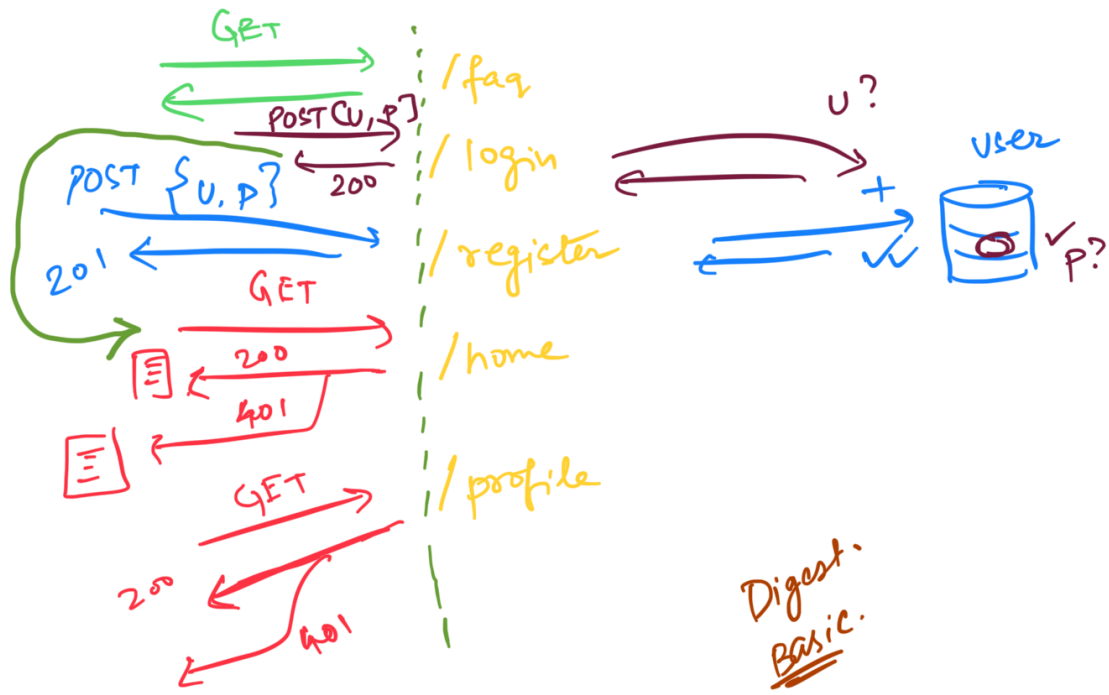 GET
/faq
POST {U, P}
U?
/login
200
user
POST {U, P}
+
201
/register
✓ P?
GET
200
/home
401
GET
/profile
200
401
Digest.
Basic.